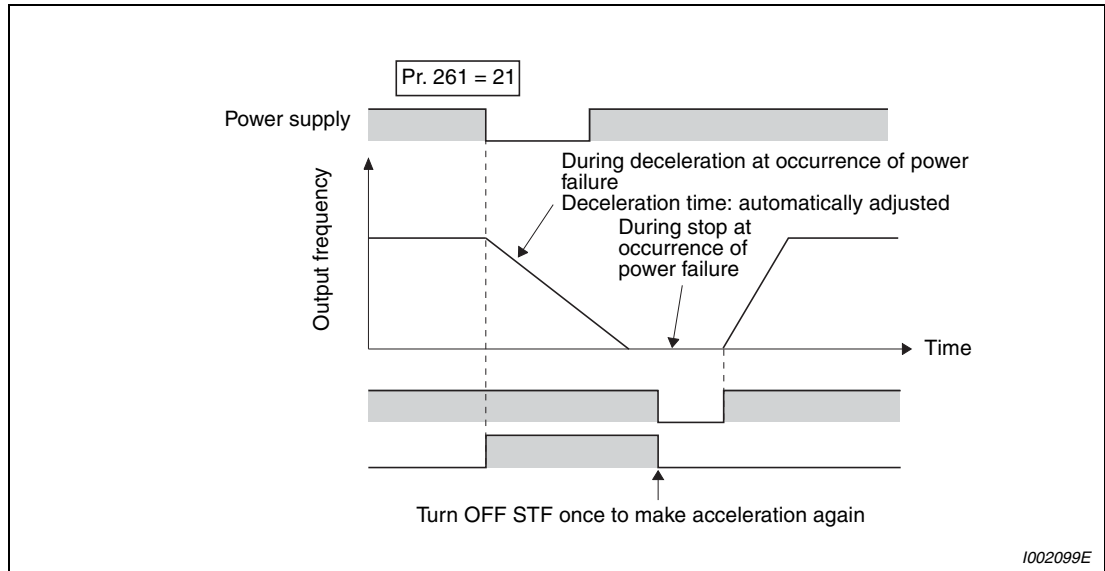 Pr. 261 = 21
Power supply
During deceleration at occurrence of power
failure
Deceleration time: automatically adjusted
During stop at
occurrence of
power failure
Output frequency
Time
Turn OFF STF once to make acceleration again
I002099E